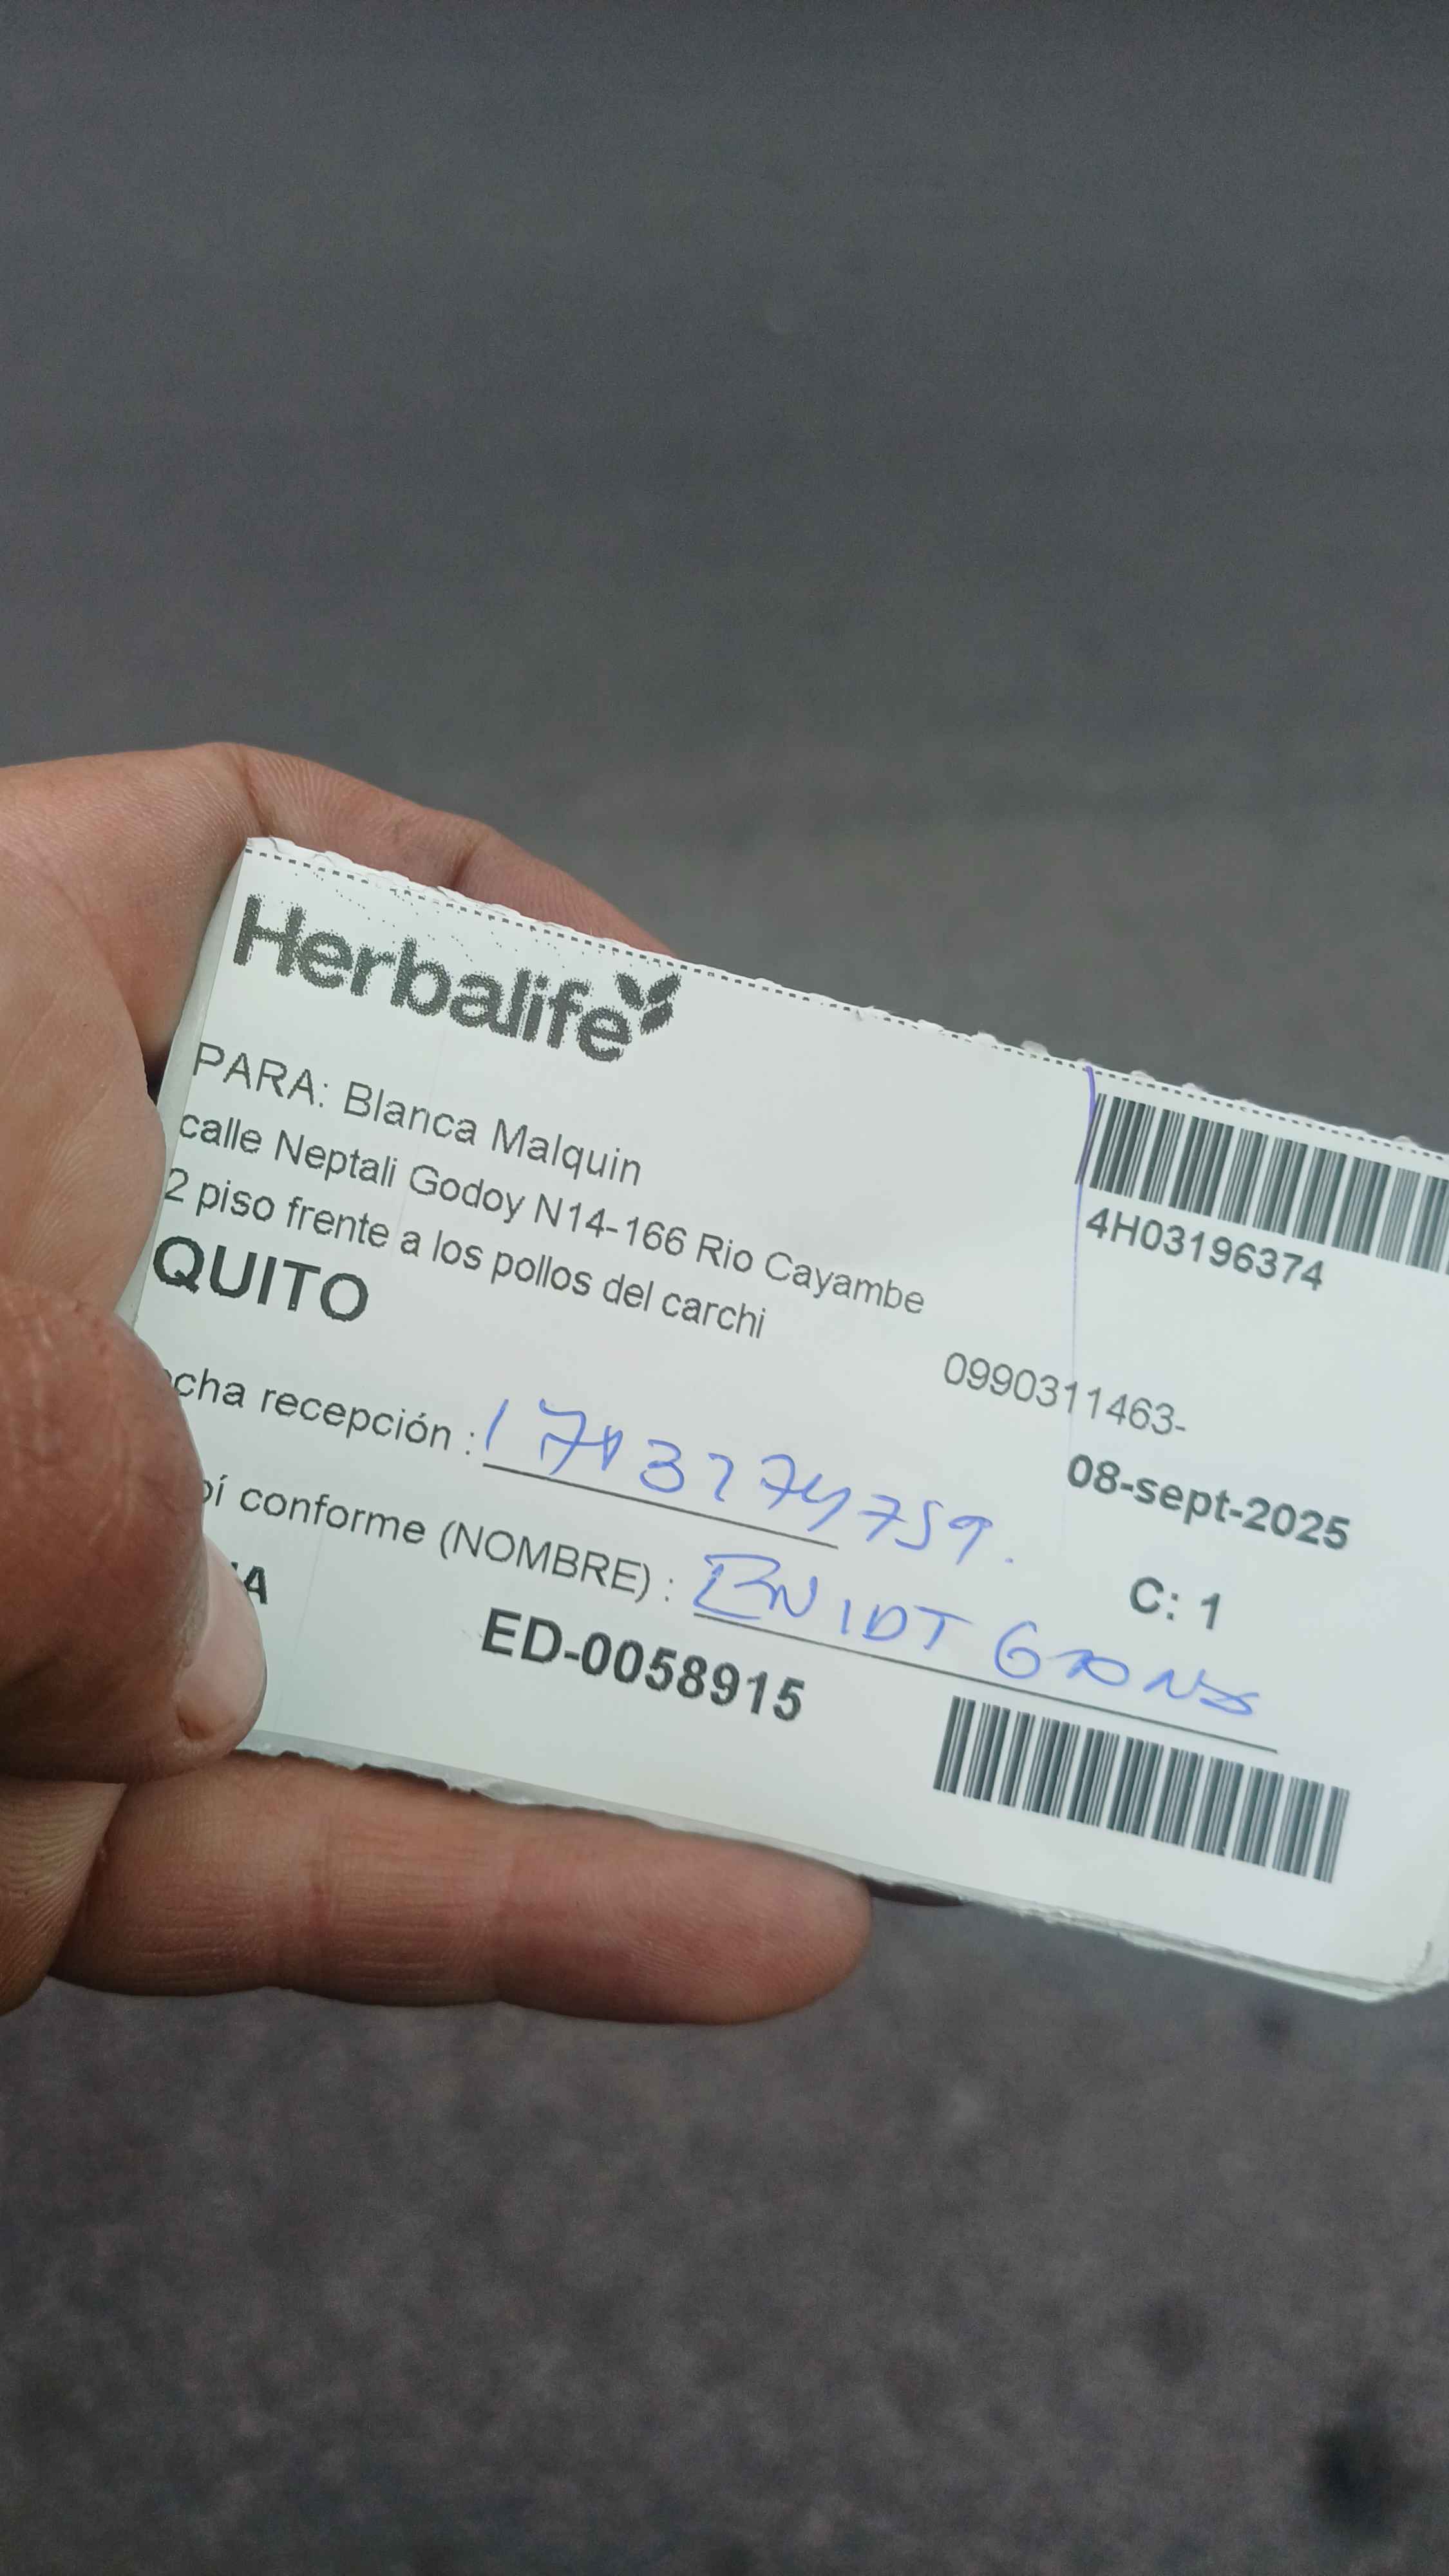 Herbalife
PARA: Blanca Malquin
calle Neptali Godoy N14-166 Rio Cayambe
2 piso frente a los pollos del carchi
QUITO
4H03196374
0990311463-
cha recepción :
08-sept-2025
bí conforme (NOMBRE) :
C: 1
ED-0058915